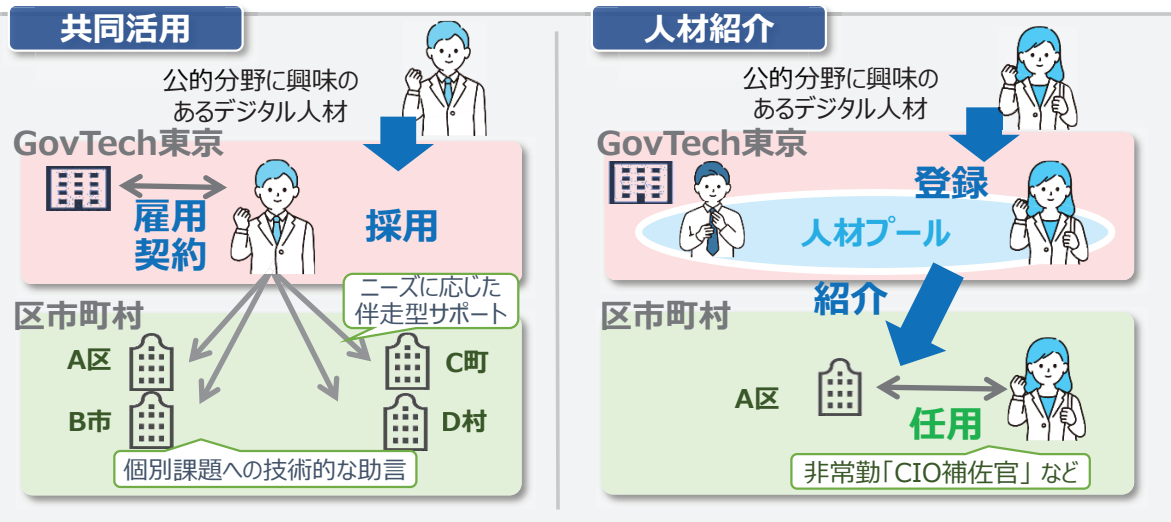 共同活用
公的分野に興味の
あるデジタル人材
GovTech東京
雇用
契約
採用
ニーズに応じた
伴走型サポート
区市町村
A区
C町
B市
D村
個別課題への技術的な助言
人材紹介
公的分野に興味の
あるデジタル人材
GovTech東京
登録
人材プール
紹介
区市町村
A区
任用
非常勤「CIO補佐官」など